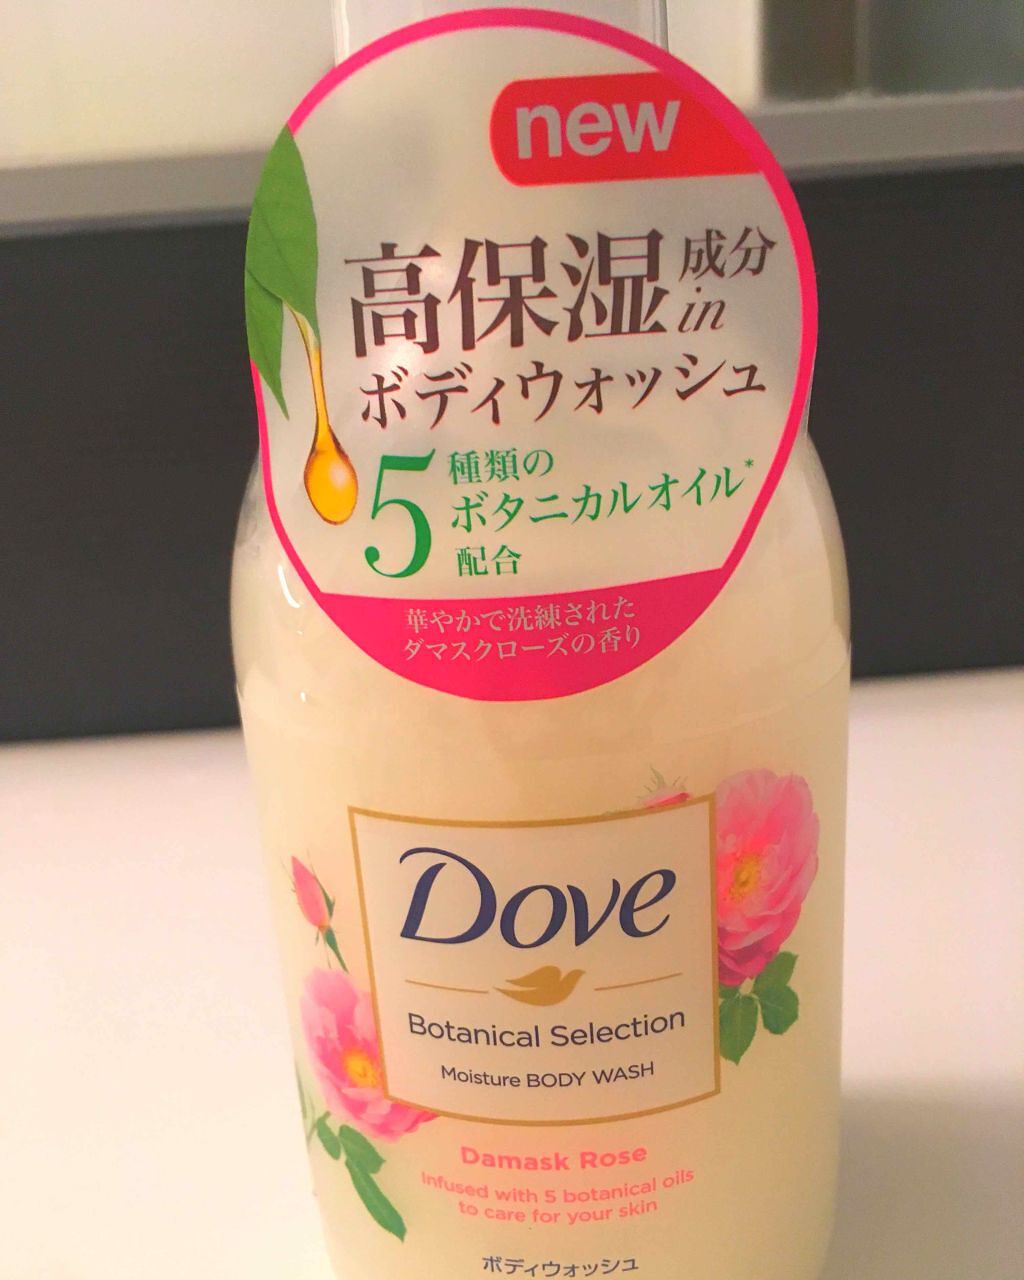 new
高保湿成分in
ボディウォッシュ
5種類の
ボタニカルオイル*
配合
華やかで洗練された
ダマスクローズの香り
Dove
Botanical Selection
Moisture BODY WASH
Damask Rose
Infused with 5 botanical oils
to care for your skin
ボディウォッシュ